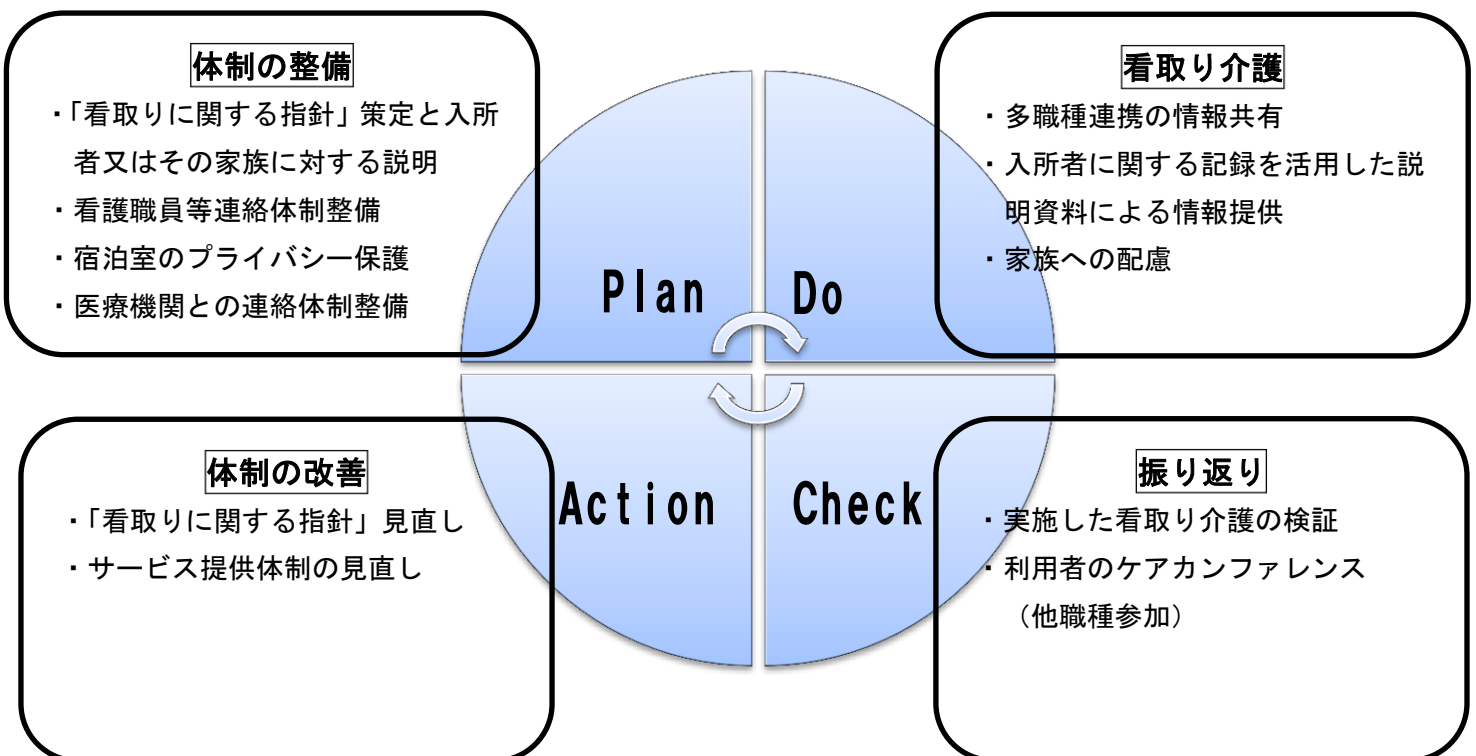 体制の整備
・「看取りに関する指針」策定と入所
者又はその家族に対する説明
・看護職員等連絡体制整備
・宿泊室のプライバシー保護
・医療機関との連絡体制整備
Plan
看取り介護
・多職種連携の情報共有
・入所者に関する記録を活用した説
明資料による情報提供
・家族への配慮
Do
体制の改善
・「看取りに関する指針」見直し
・サービス提供体制の見直し
Action
振り返り
・実施した看取り介護の検証
・利用者のケアカンファレンス
（他職種参加）
Check